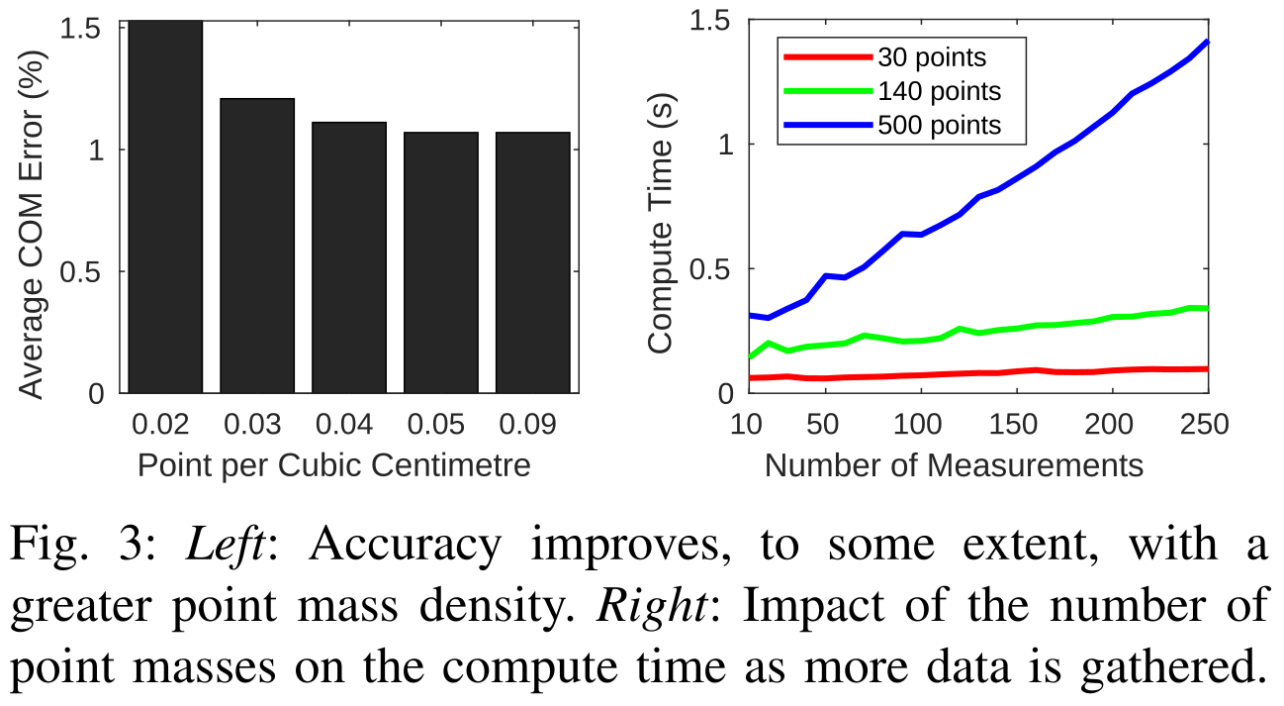 Average COM Error (%)
1.5
1
0.5
0
0.02 0.03 0.04 0.05 0.09
Point per Cubic Centimetre
Compute Time (s)
1.5
1
0.5
0
30 points
140 points
500 points
10 50 100 150 200 250
Number of Measurements
Fig. 3: Left: Accuracy improves, to some extent, with a
greater point mass density. Right: Impact of the number of
point masses on the compute time as more data is gathered.